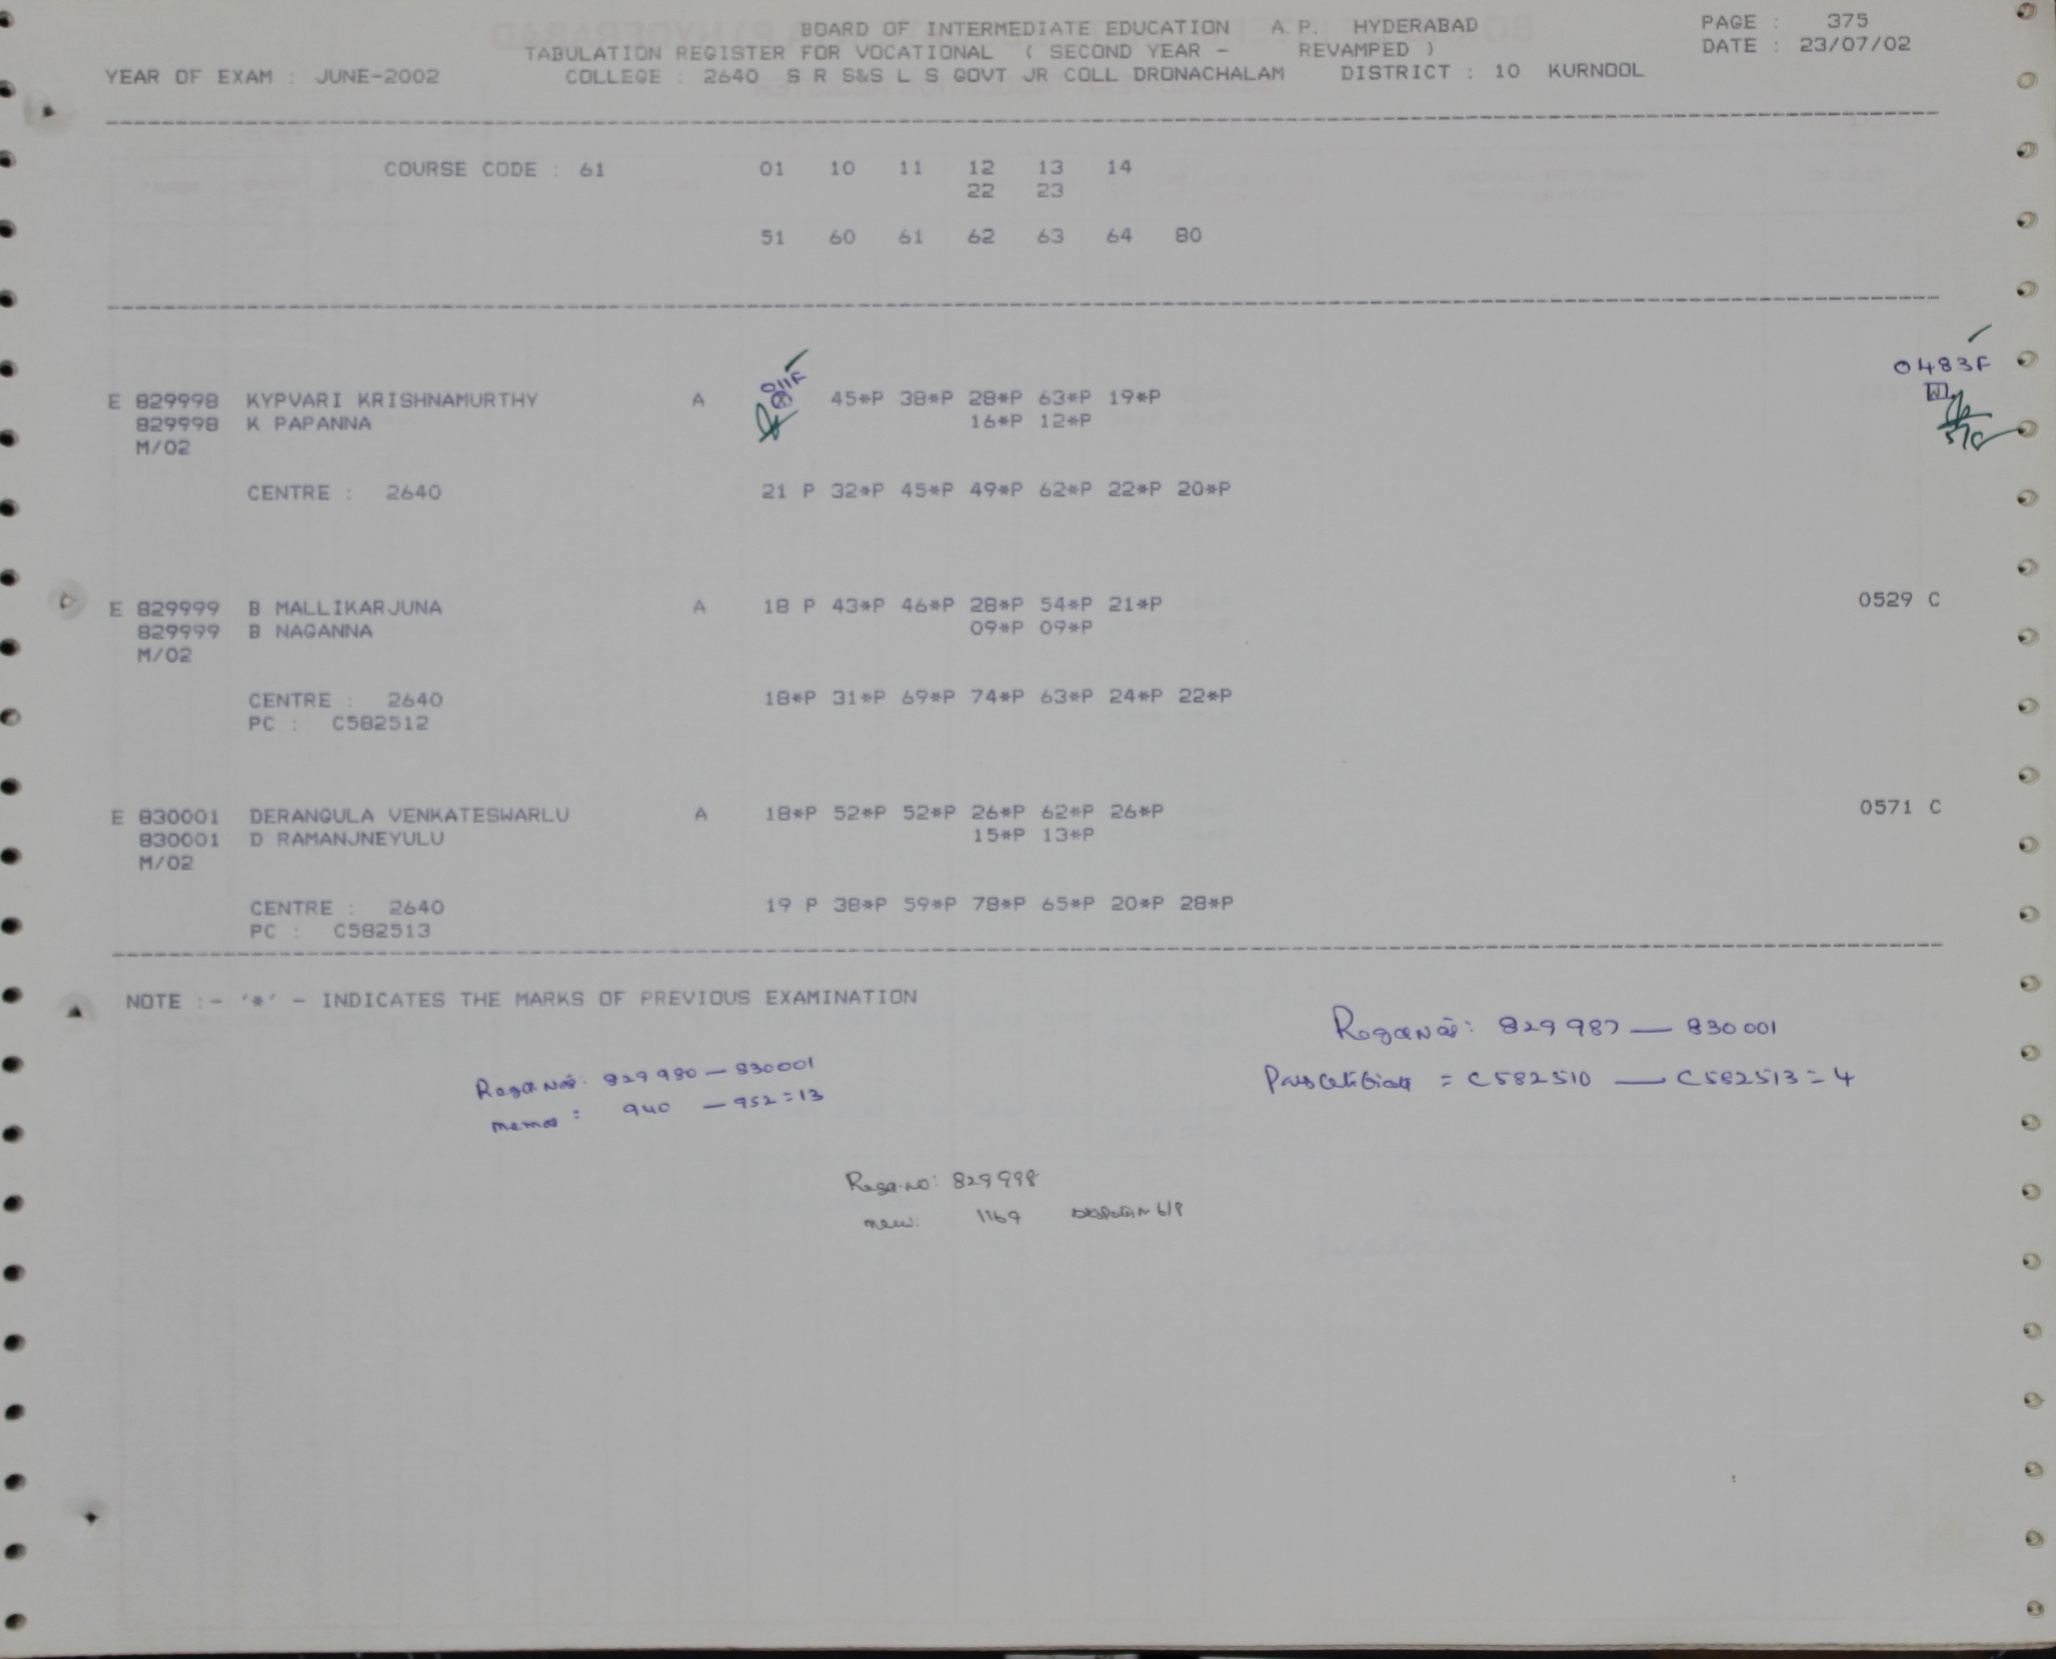 BOARD OF INTERMEDIATE EDUCATION A.P. HYDERABAD PAGE : 375
TABULATION REGISTER FOR VOCATIONAL ( SECOND YEAR - REVAMPED ) DATE : 23/07/02
YEAR OF EXAM : JUNE-2002 COLLEGE : 2640 S R S&S L S GOVT JR COLL DRONACHALAM DISTRICT : 10 KURNOOL
COURSE CODE : 61 01 10 11 12 13 14
22 23
51 60 61 62 63 64 80
011F 0483F
E 829998 KYPVARI KRISHNAMURTHY A 45*P 38*P 28*P 63*P 19*P
829998 K PAPANNA 16*P 12*P
M/02
CENTRE : 2640 21 P 32*P 45*P 49*P 62*P 22*P 20*P
E 829999 B MALLIKARJUNA A 18 P 43*P 46*P 28*P 54*P 21*P 0529 C
829999 B NAGANNA 09*P 09*P
M/02
CENTRE : 2640 18*P 31*P 69*P 74*P 63*P 24*P 22*P
PC : C582512
E 830001 DERANGULA VENKATESWARLU A 18*P 52*P 52*P 26*P 62*P 26*P 0571 C
830001 D RAMANJNEYULU 15*P 13*P
M/02
CENTRE : 2640 19 P 38*P 59*P 78*P 65*P 20*P 28*P
PC : C582513
NOTE :- '*' - INDICATES THE MARKS OF PREVIOUS EXAMINATION
829987 — 830001
= C582510 — C582513 = 4
829980 — 830001
memos : 940 — 952 = 13
829998
1169